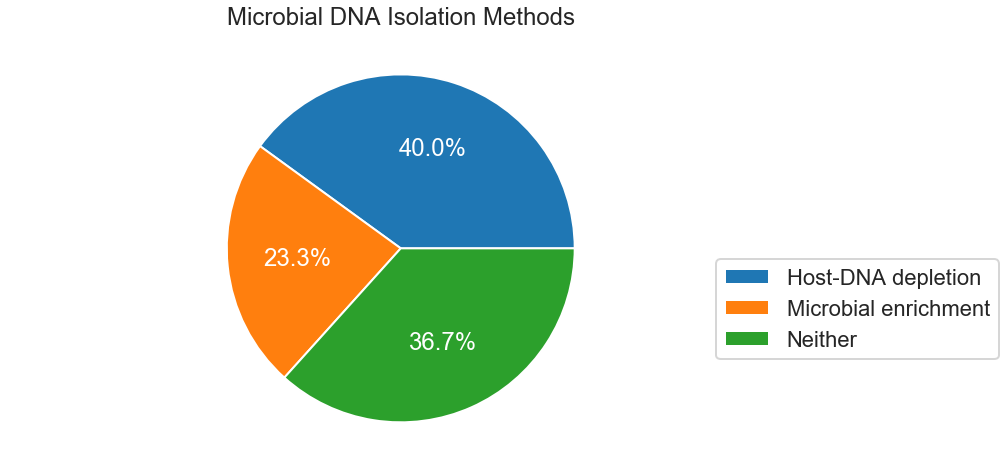 Microbial DNA Isolation Methods
40.0%
23.3%
36.7%
Host-DNA depletion
Microbial enrichment
Neither